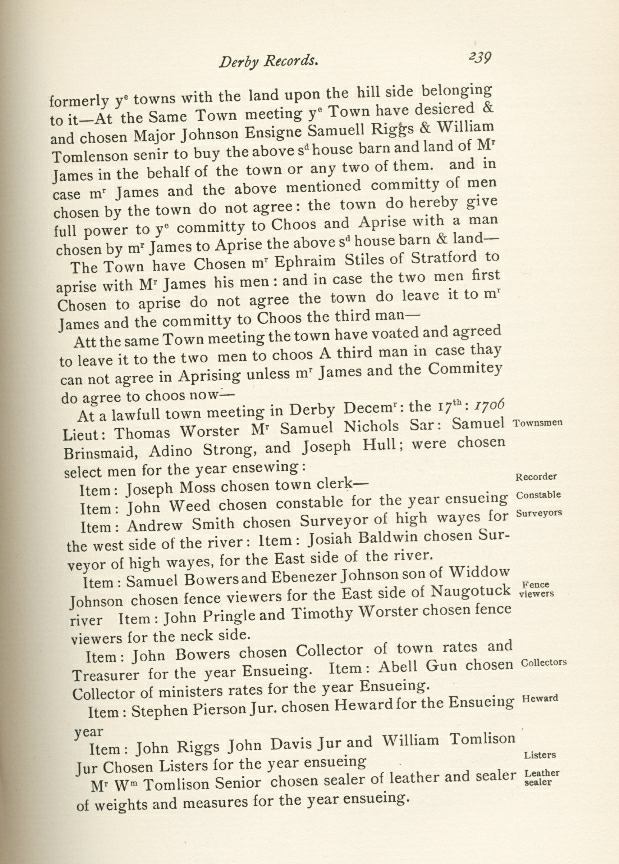 Derby Records. 239
formerly yᵉ towns with the land upon the hill side belonging
to it—At the Same Town meeting yᵉ Town have desiered &
and chosen Major Johnson Ensigne Samuell Riggs & William
Tomlenson senir to buy the above sᵈ house barn and land of Mʳ
James in the behalf of the town or any two of them. and in
case mʳ James and the above mentioned committy of men
chosen by the town do not agree: the town do hereby give
full power to yᵉ committy to Choos and Aprise with a man
chosen by mʳ James to Aprise the above sᵈ house barn & land—
The Town have Chosen mʳ Ephraim Stiles of Stratford to
aprise with Mʳ James his men: and in case the two men first
Chosen to aprise do not agree the town do leave it to mʳ
James and the committy to Choos the third man—
Att the same Town meeting the town have voated and agreed
to leave it to the two men to choos A third man in case thay
can not agree in Aprising unless mʳ James and the Commitey
do agree to choos now—
At a lawfull town meeting in Derby Decemʳ: the 17ᵗʰ: 1706
Lieut: Thomas Worster Mʳ Samuel Nichols Sar: Samuel Townsmen
Brinsmaid, Adino Strong, and Joseph Hull; were chosen
select men for the year ensewing:
Item: Joseph Moss chosen town clerk— Recorder
Item: John Weed chosen constable for the year ensueing Constable
Item: Andrew Smith chosen Surveyor of high wayes for Surveyors
the west side of the river: Item: Josiah Baldwin chosen Sur-
veyor of high wayes, for the East side of the river.
Item: Samuel Bowers and Ebenezer Johnson son of Widdow
Johnson chosen fence viewers for the East side of Naugotuck Fence
river Item: John Pringle and Timothy Worster chosen fence viewers
viewers for the neck side.
Item: John Bowers chosen Collector of town rates and
Treasurer for the year Ensueing. Item: Abell Gun chosen Collectors
Collector of ministers rates for the year Ensueing.
Item: Stephen Pierson Jur. chosen Heward for the Ensueing Heward
year
Item: John Riggs John Davis Jur and William Tomlison
Jur Chosen Listers for the year ensueing Listers
Mʳ Wᵐ Tomlison Senior chosen sealer of leather and sealer Leather
of weights and measures for the year ensueing. sealer